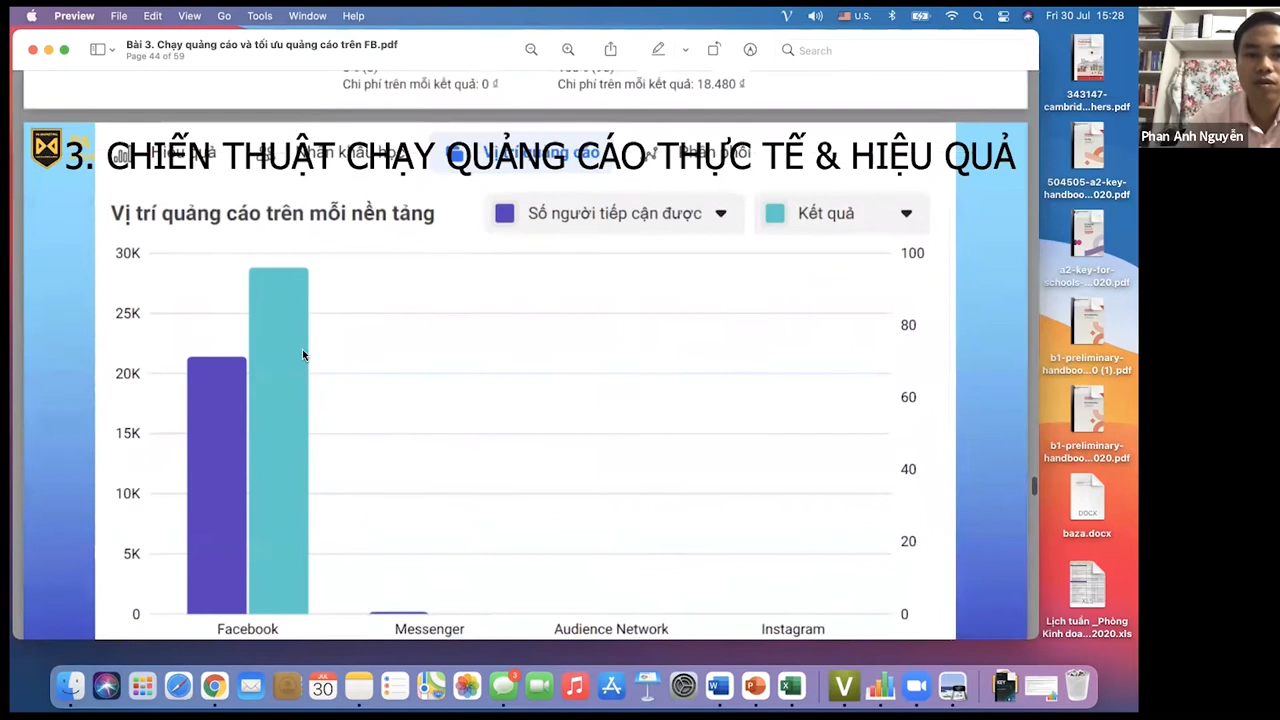 Preview File Edit View Go Tools Window Help
U.S. Fri 30 Jul 15:28
Bài 3. Chạy quảng cáo và tối ưu quảng cáo trên FB.pdf
Page 44 of 59
Search
Chi phí trên mỗi kết quả: 0 ₫
Chi phí trên mỗi kết quả: 18.480 ₫
3. CHIẾN THUẬT CHẠY QUẢNG CÁO THỰC TẾ & HIỆU QUẢ
Vị trí quảng cáo trên mỗi nền tảng
Số người tiếp cận được
Kết quả
30K 100
25K 80
20K
60
15K
40
10K
20
5K
0 0
Facebook Messenger Audience Network Instagram
343147-
cambrid...hers.pdf
504505-a2-key-
handboo...020.pdf
a2-key-for-
schools-...020.pdf
b1-preliminary-
handboo...0 (1).pdf
b1-preliminary-
handboo...020.pdf
DOCX
baza.docx
XLS
Lịch tuần _Phòng
Kinh doa...2020.xls
Phan Anh Nguyễn
JUL
30
3
KEY